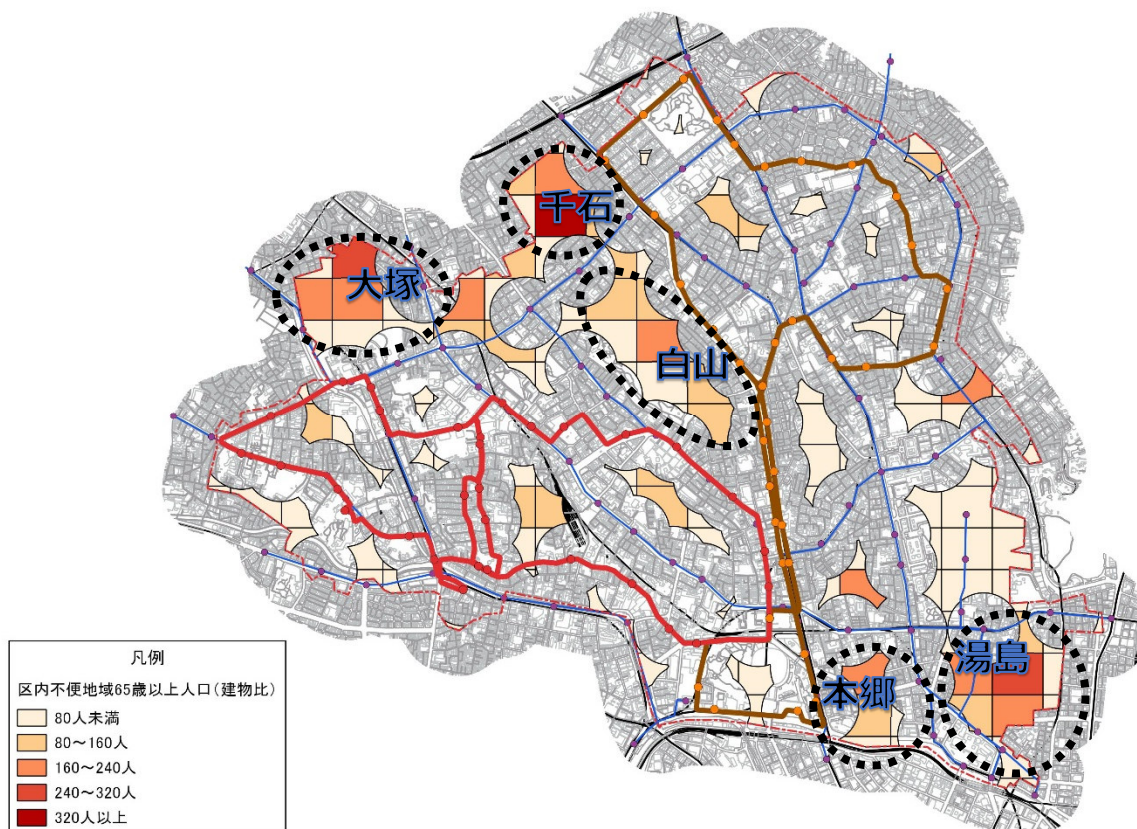 千石
大塚
白山
湯島
本郷
凡例
区内不便地域65歳以上人口(建物比)
80人未満
80~160人
160~240人
240~320人
320人以上